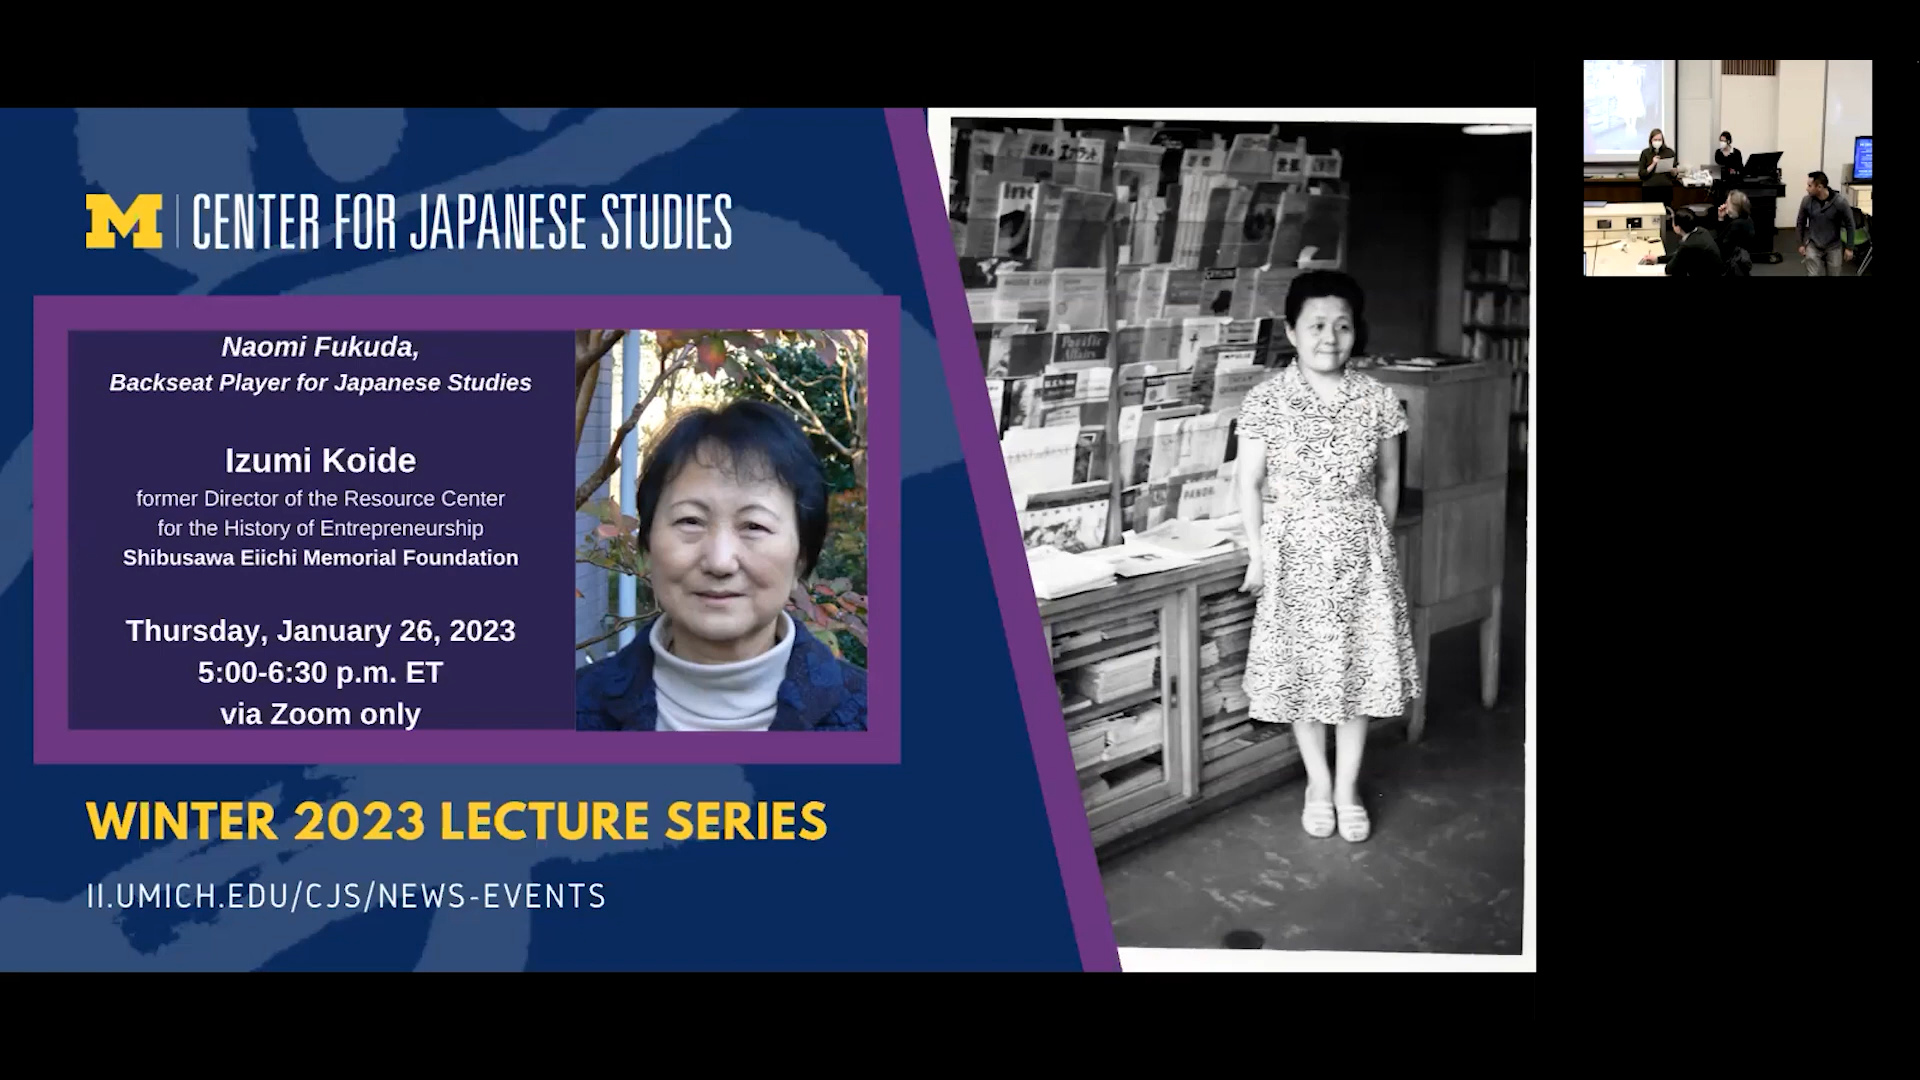 M | CENTER FOR JAPANESE STUDIES
Naomi Fukuda,
Backseat Player for Japanese Studies
Izumi Koide
former Director of the Resource Center
for the History of Entrepreneurship
Shibusawa Eiichi Memorial Foundation
Thursday, January 26, 2023
5:00-6:30 p.m. ET
via Zoom only
WINTER 2023 LECTURE SERIES
II.UMICH.EDU/CJS/NEWS-EVENTS
Pacific
Affairs